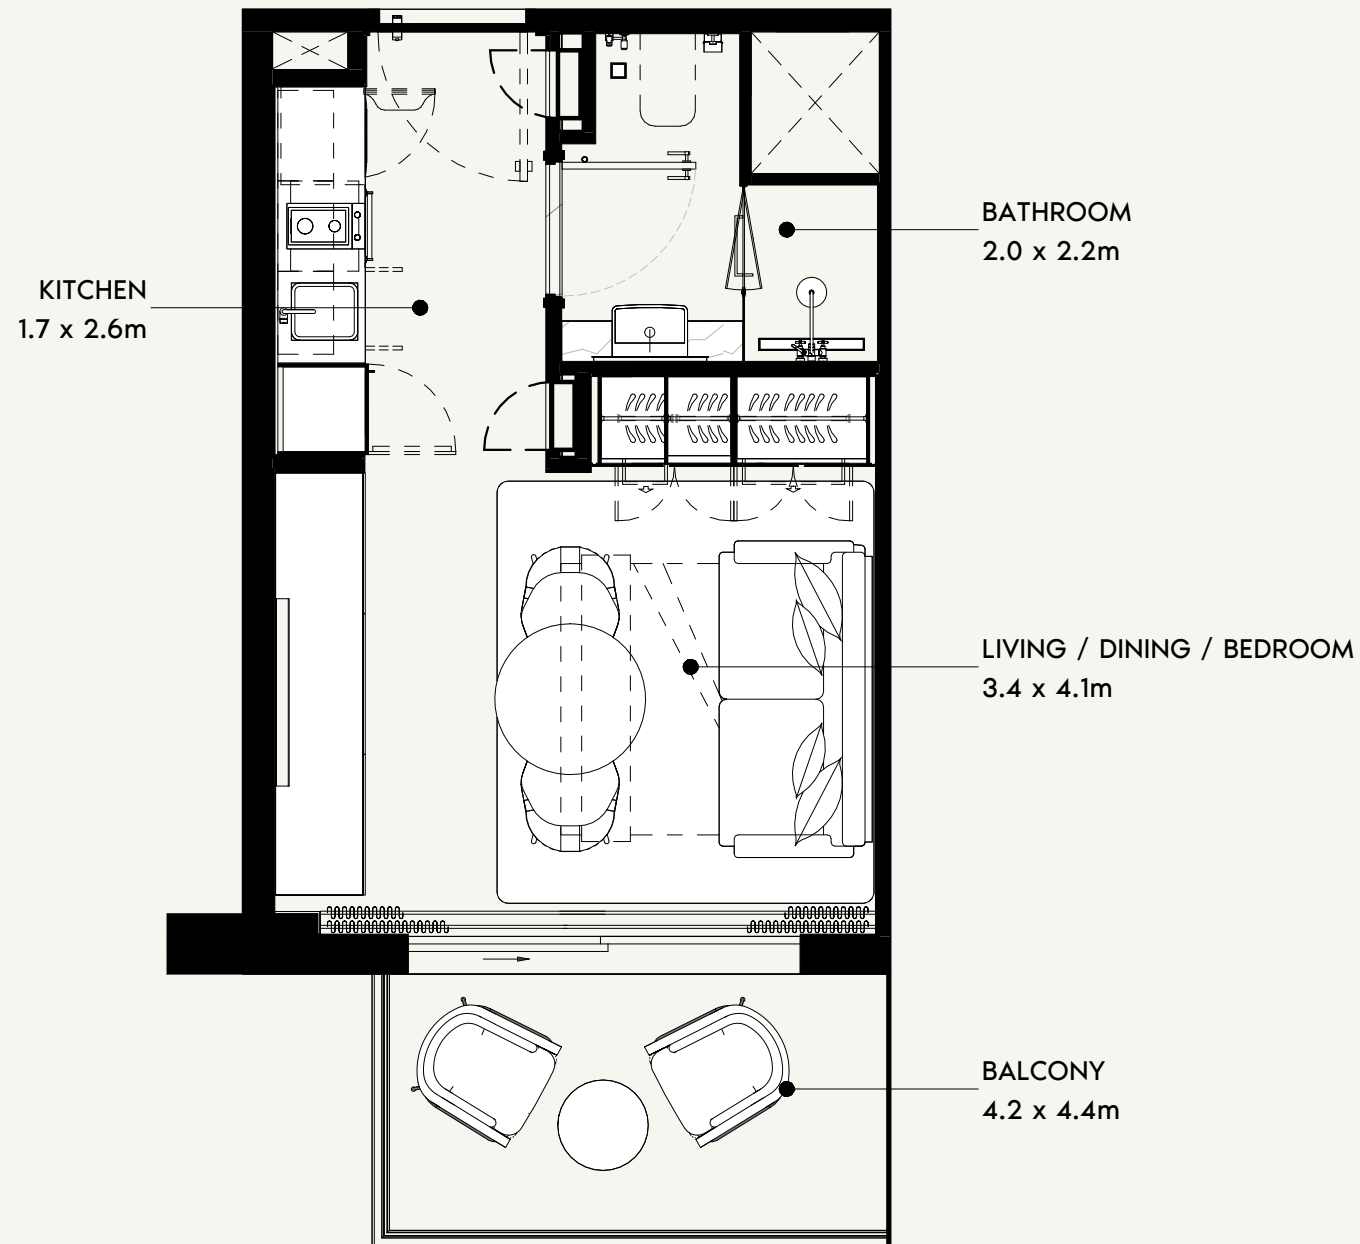 BATHROOM
2.0 x 2.2m
KITCHEN
1.7 x 2.6m
LIVING / DINING / BEDROOM
3.4 x 4.1m
BALCONY
4.2 x 4.4m